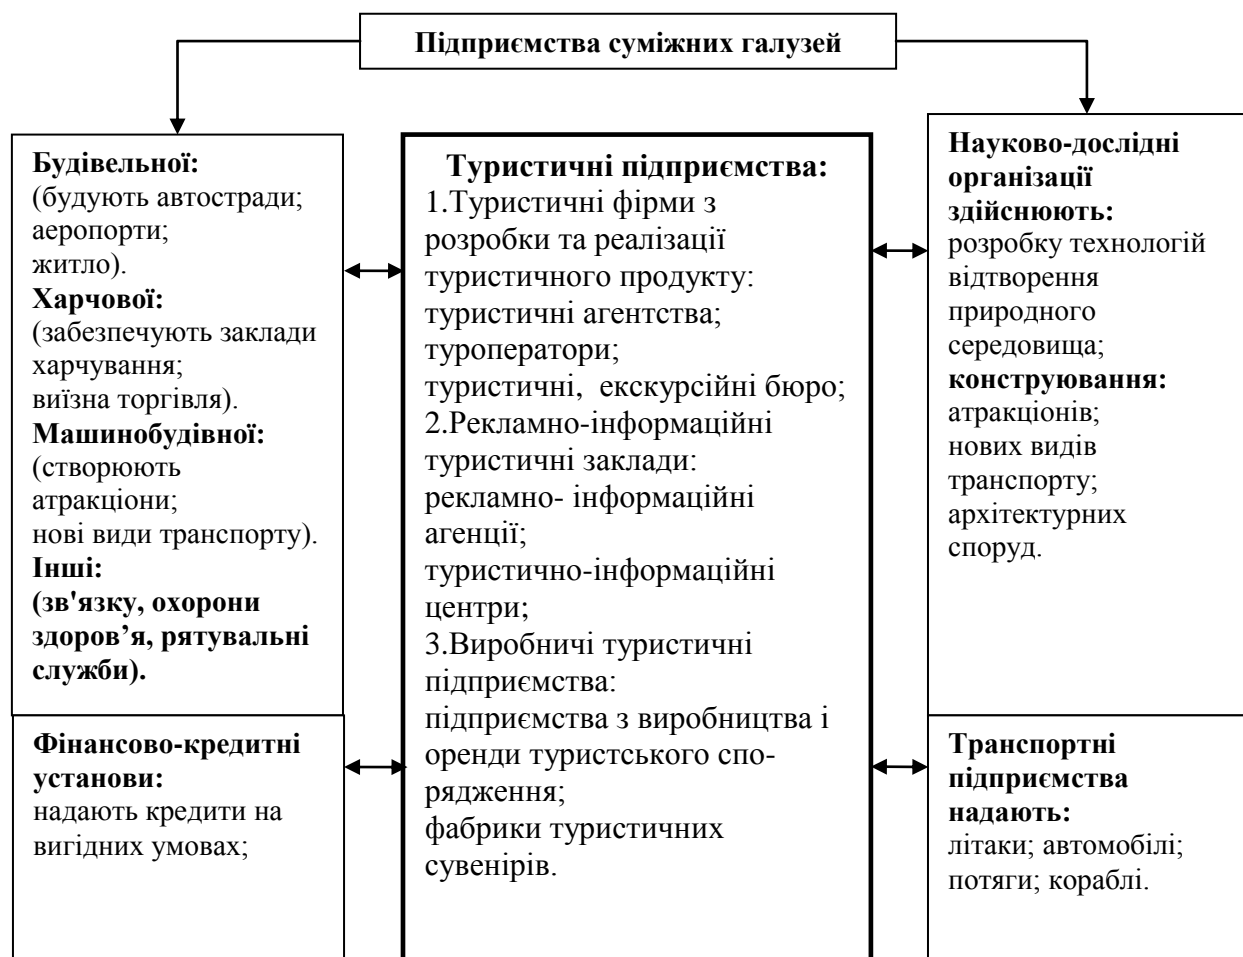 Підприємства суміжних галузей
Будівельної:
(будують автостради;
аеропорти;
житло).
Харчової:
(забезпечують заклади
харчування;
виїзна торгівля).
Машинобудівної:
(створюють
атракціони;
нові види транспорту).
Інші:
(зв'язку, охорони
здоров’я, рятувальні
служби).
Фінансово-кредитні
установи:
надають кредити на
вигідних умовах;
Туристичні підприємства:
1.Туристичні фірми з
розробки та реалізації
туристичного продукту:
туристичні агентства;
туроператори;
туристичні, екскурсійні бюро;
2.Рекламно-інформаційні
туристичні заклади:
рекламно- інформаційні
агенції;
туристично-інформаційні
центри;
3.Виробничі туристичні
підприємства:
підприємства з виробництва і
оренди туристського спо-
рядження;
фабрики туристичних
сувенірів.
Науково-дослідні
організації
здійснюють:
розробку технологій
відтворення
природного
середовища;
конструювання:
атракціонів;
нових видів
транспорту;
архітектурних
споруд.
Транспортні
підприємства
надають:
літаки; автомобілі;
потяги; кораблі.